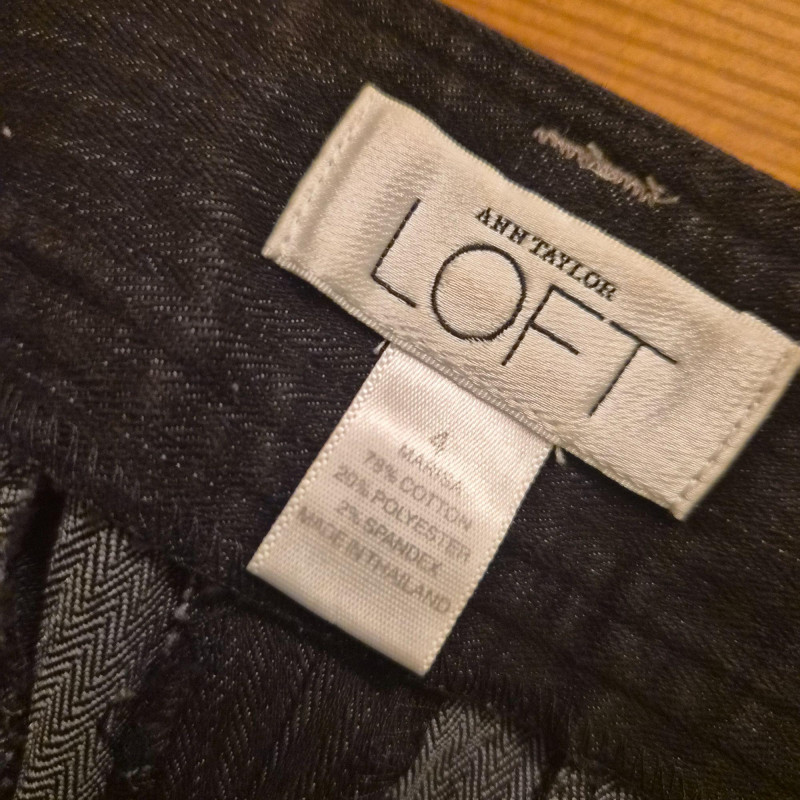 ANN TAYLOR
LOFT
4
MARISA
78% COTTON
20% POLYESTER
2% SPANDEX
MADE IN THAILAND